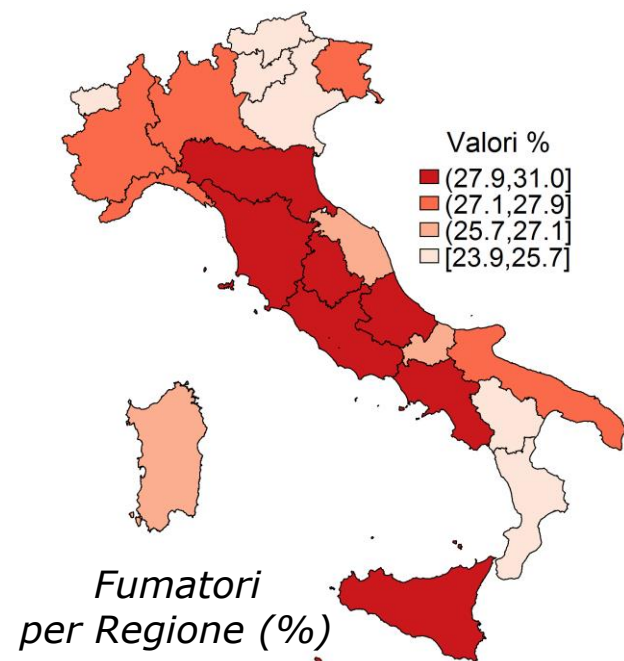 Valori %
(27.9,31.0]
(27.1,27.9]
(25.7,27.1]
[23.9,25.7]
Fumatori
per Regione (%)